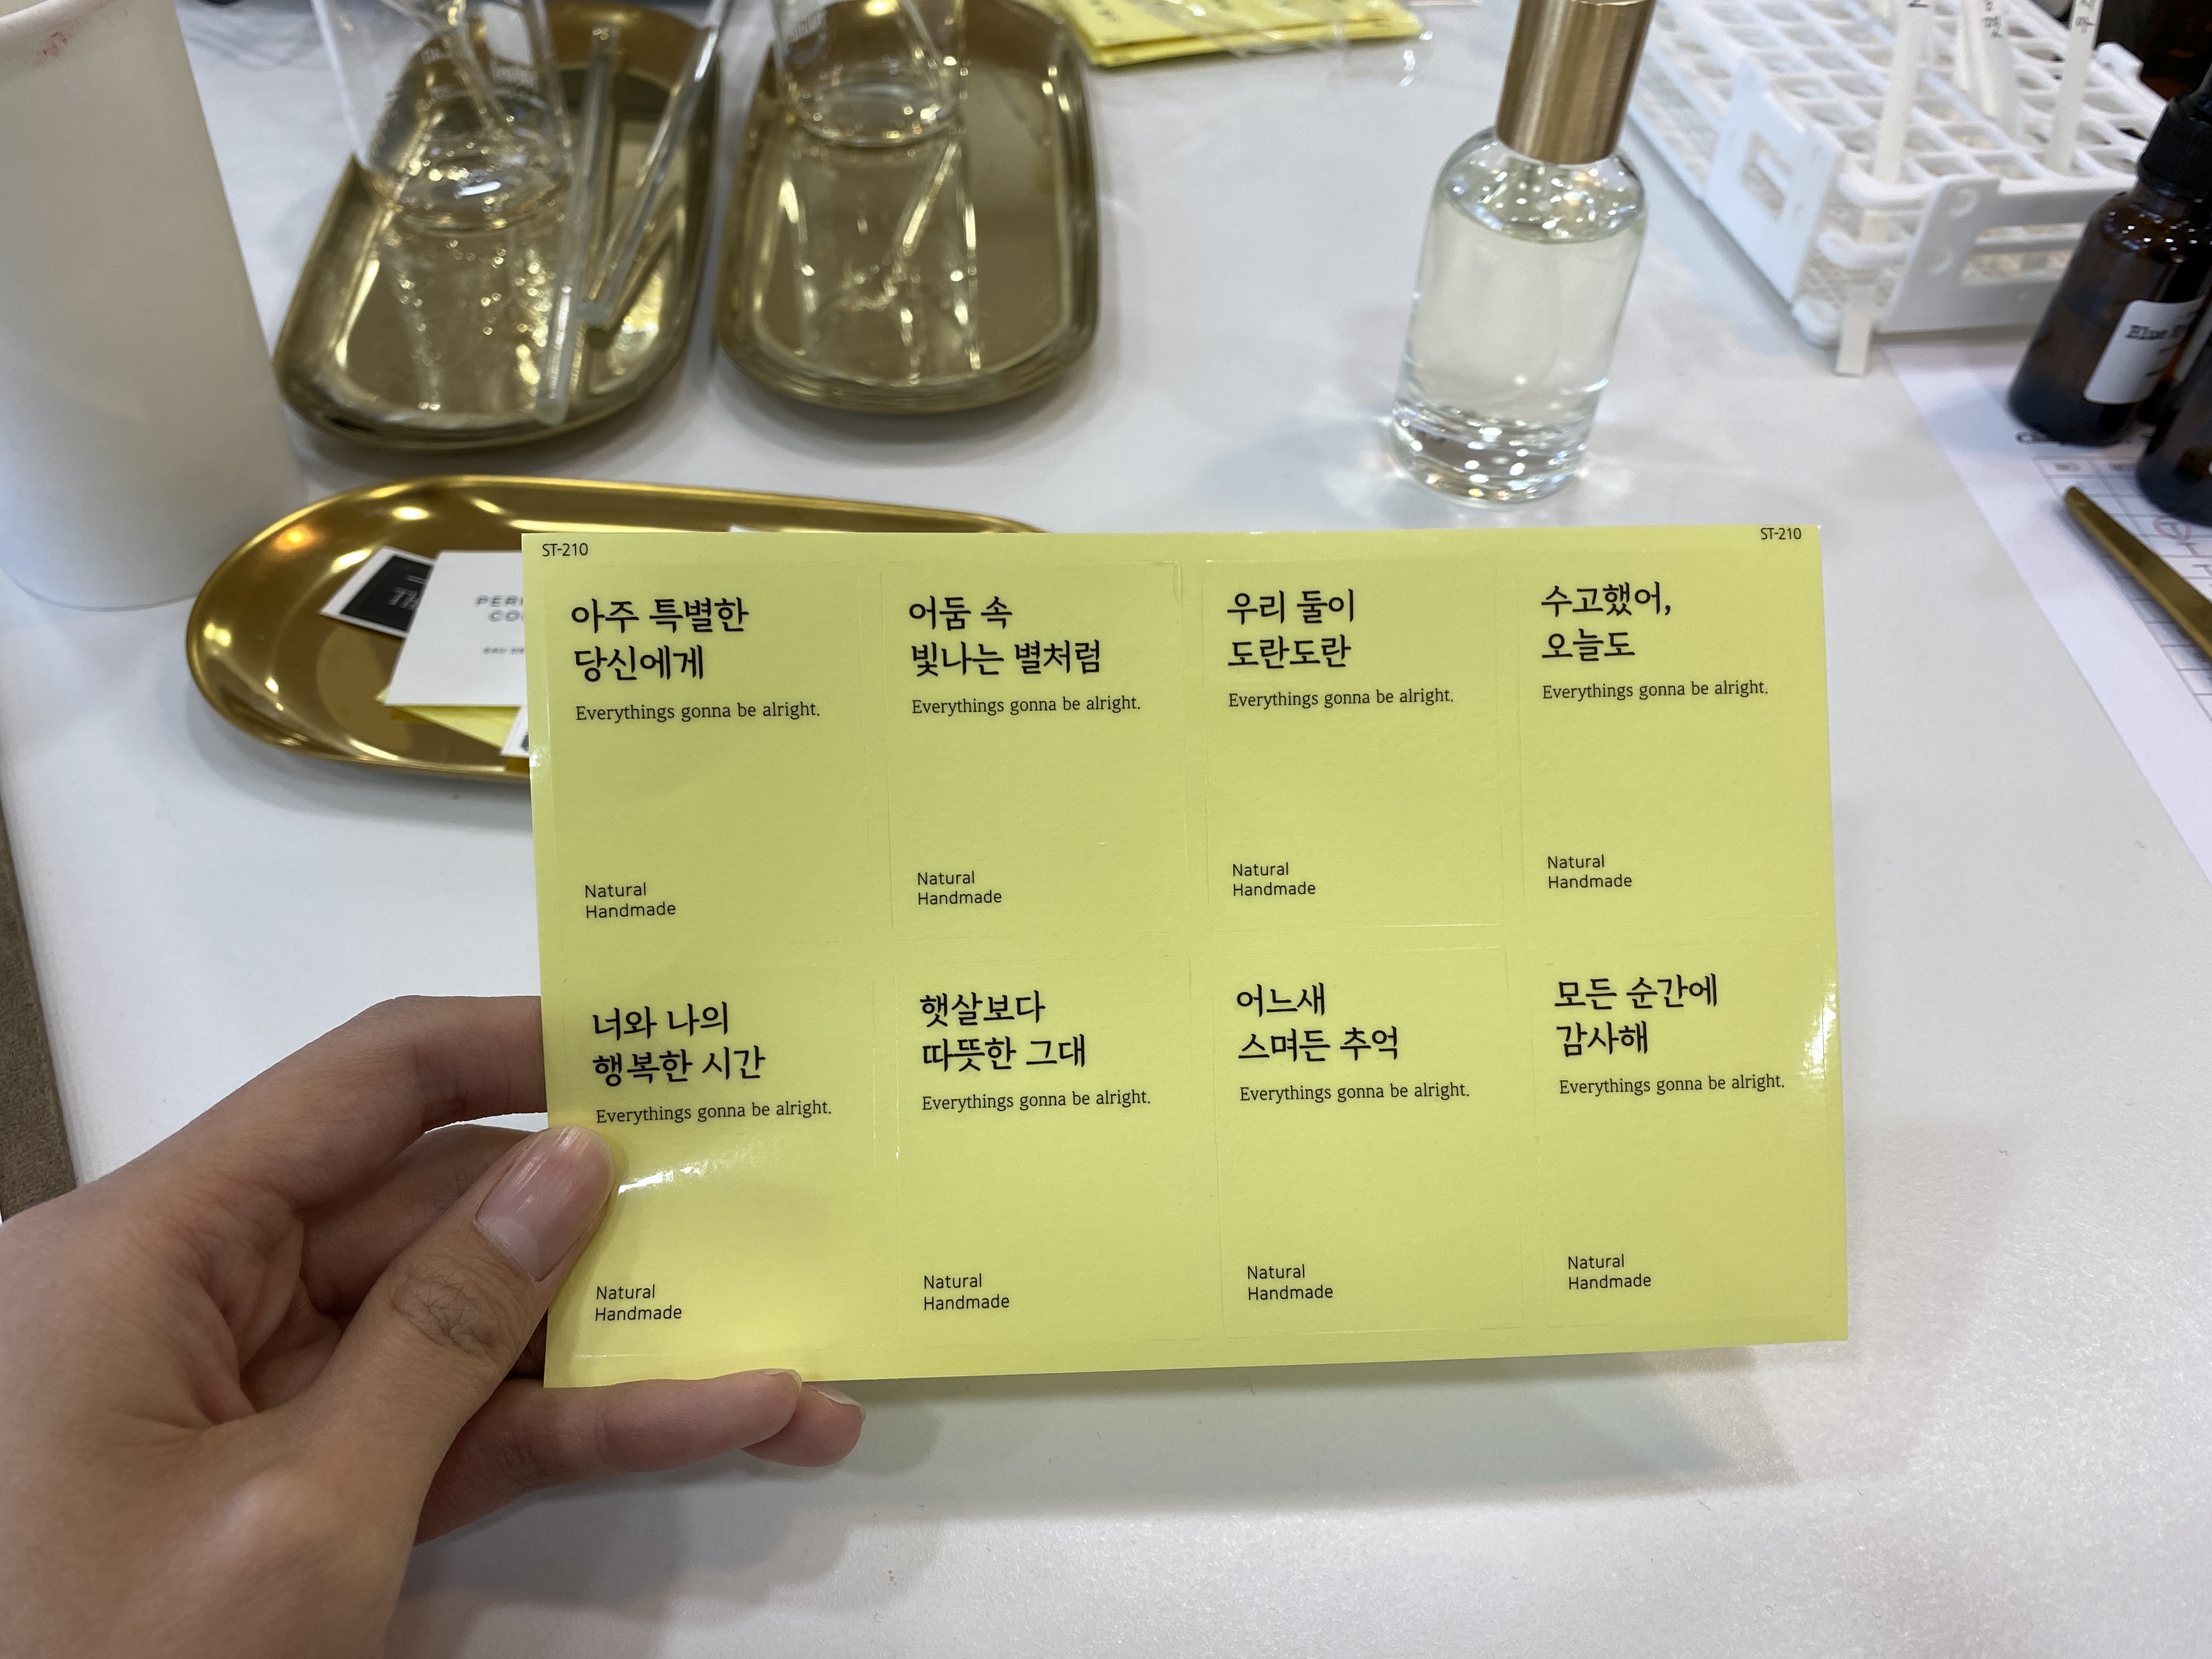 ST-210
ST-210
아주 특별한
당신에게
Everythings gonna be alright.
Natural
Handmade
어둠 속
빛나는 별처럼
Everythings gonna be alright.
Natural
Handmade
우리 둘이
도란도란
Everythings gonna be alright.
Natural
Handmade
수고했어,
오늘도
Everythings gonna be alright.
Natural
Handmade
너와 나의
행복한 시간
Everythings gonna be alright.
Natural
Handmade
햇살보다
따뜻한 그대
Everythings gonna be alright.
Natural
Handmade
어느새
스며든 추억
Everythings gonna be alright.
Natural
Handmade
모든 순간에
감사해
Everythings gonna be alright.
Natural
Handmade